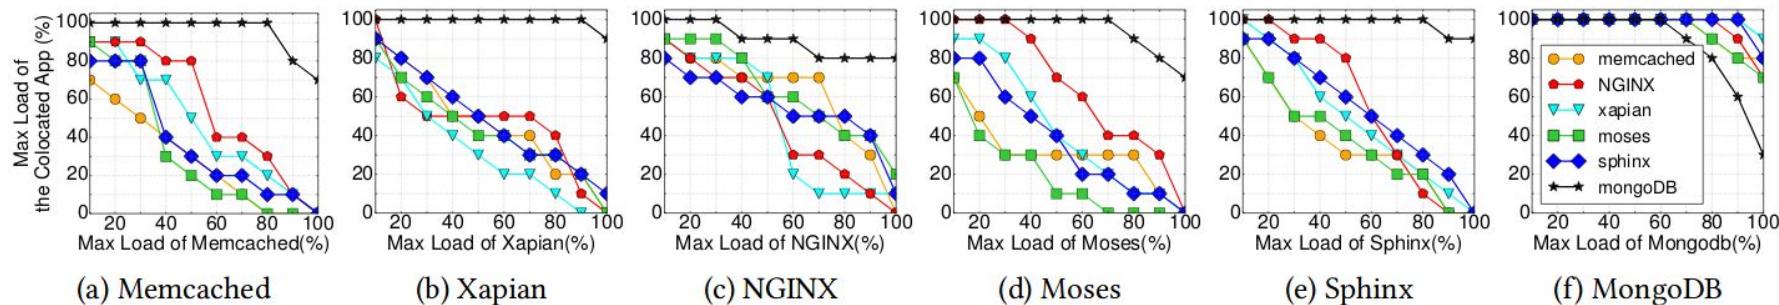 Max Load of
the Colocated App (%)
100
80
60
40
20
0
20 40 60 80 100
Max Load of Memcached(%)
(a) Memcached
100
80
60
40
20
0
20 40 60 80 100
Max Load of Xapian(%)
(b) Xapian
100
80
60
40
20
0
20 40 60 80 100
Max Load of NGINX(%)
(c) NGINX
100
80
60
40
20
0
20 40 60 80 100
Max Load of Moses(%)
(d) Moses
100
80
60
40
20
0
20 40 60 80 100
Max Load of Sphinx(%)
(e) Sphinx
100
80
60
40
20
0
memcached
NGINX
xapian
moses
sphinx
mongoDB
20 40 60 80 100
Max Load of Mongodb(%)
(f) MongoDB